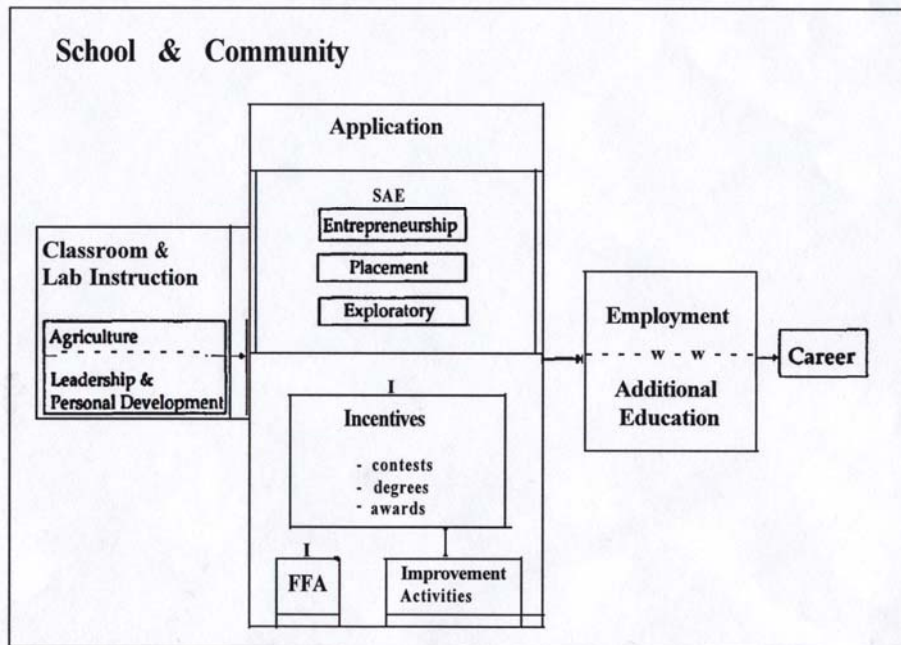 School & Community
Application
SAE
Entrepreneurship
Placement
Exploratory
Classroom &
Lab Instruction
Agriculture
Leadership &
Personal Development
Incentives
- contests
- degrees
- awards
FFA
Improvement
Activities
Employment
w - w
Additional
Education
Career